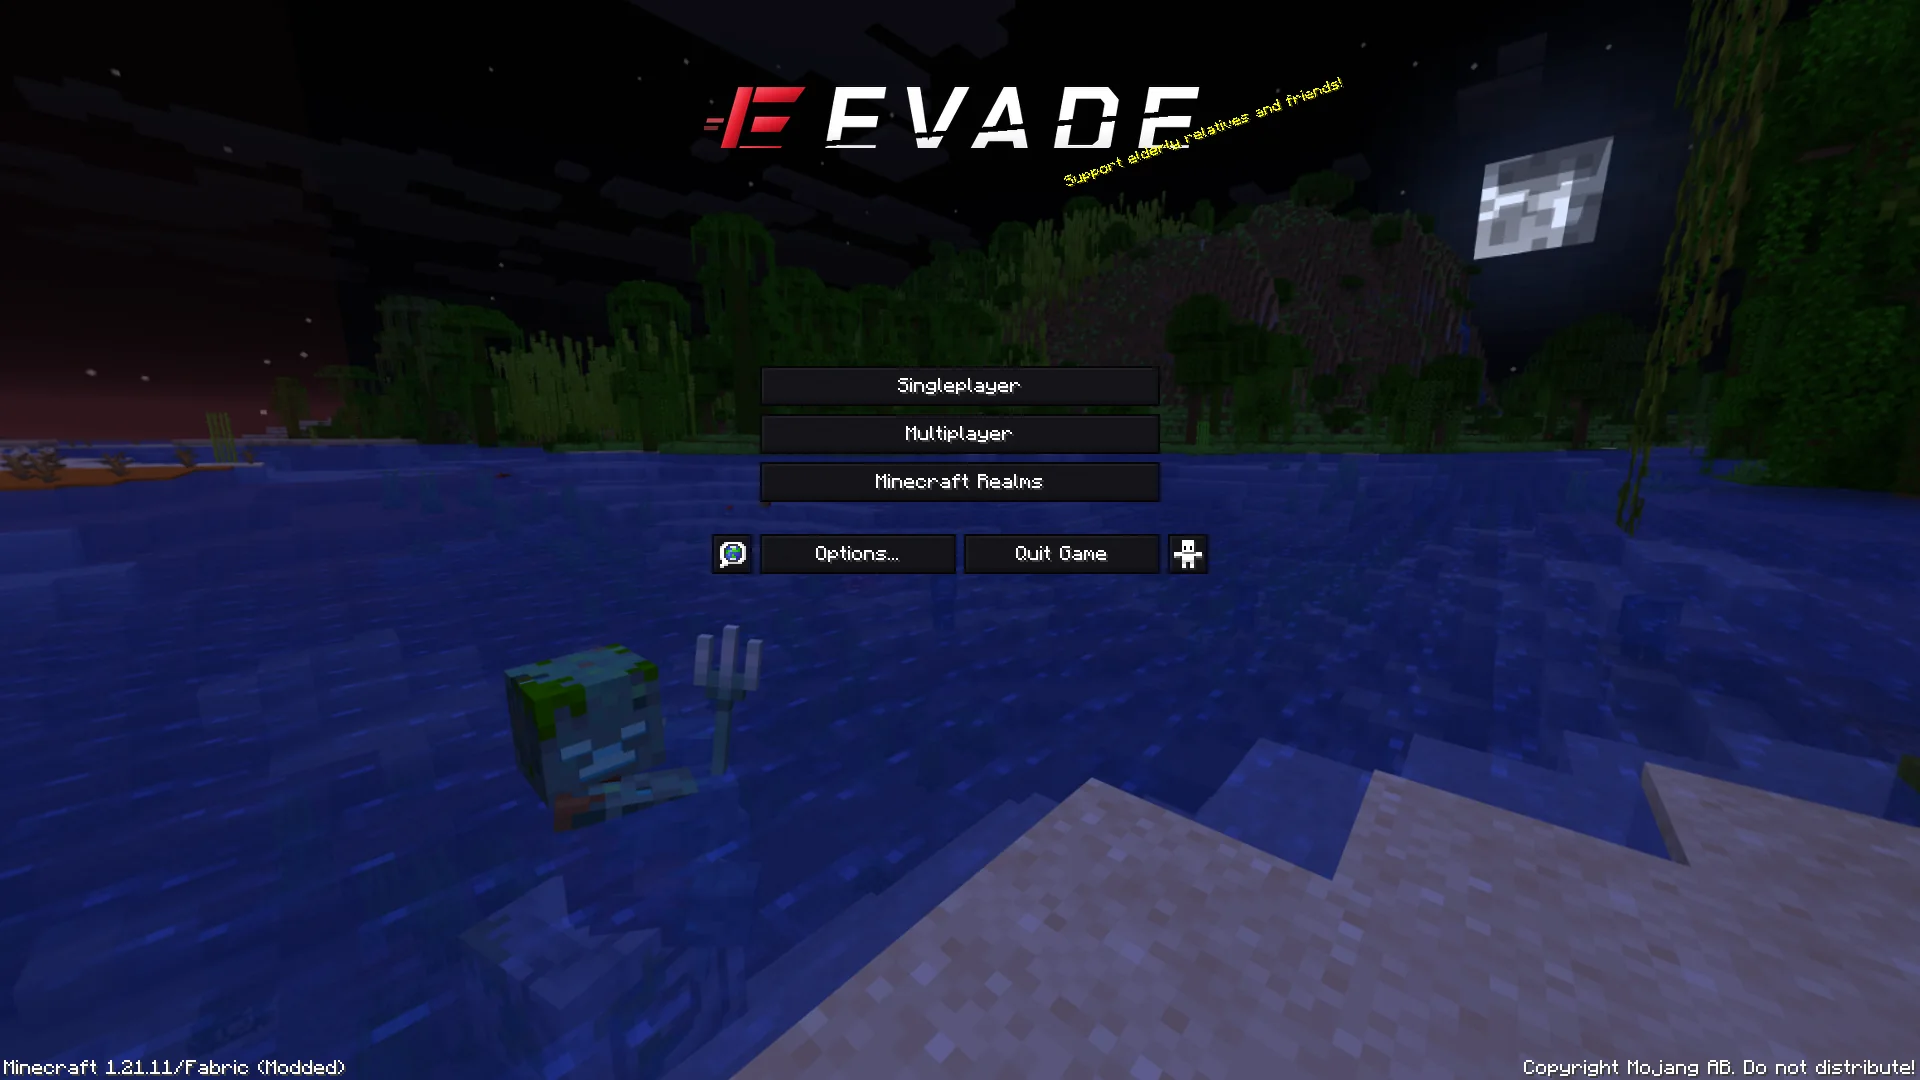 EVADE
Support elderly relatives and friends!
Singleplayer
Multiplayer
Minecraft Realms
Options...
Quit Game
Minecraft 1.21.11/Fabric (Modded)
Copyright Mojang AB. Do not distribute!